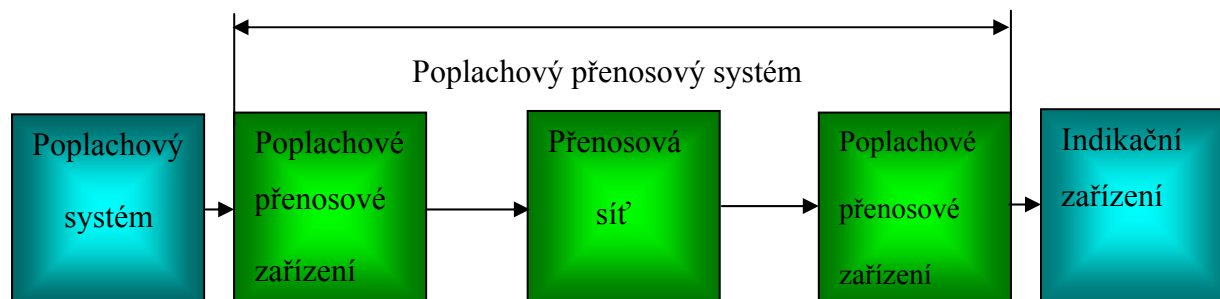 Poplachový přenosový systém
Poplachový
systém
Poplachové
přenosové
zařízení
Přenosová
síť
Poplachové
přenosové
zařízení
Indikační
zařízení